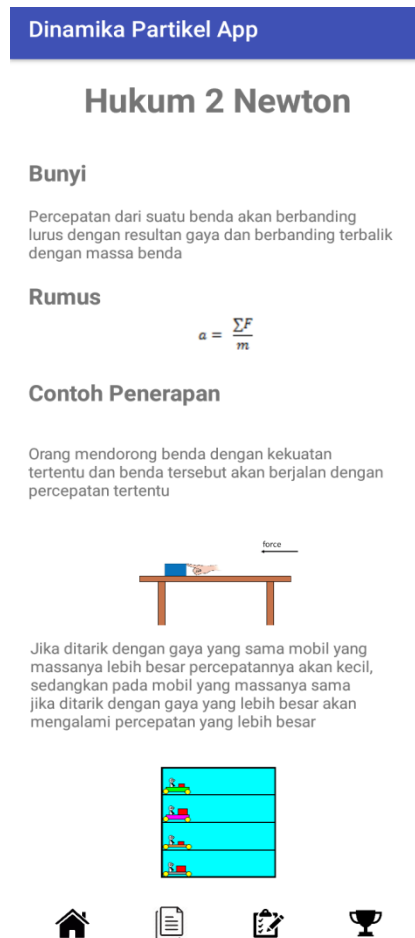 Dinamika Partikel App
Hukum 2 Newton
Bunyi
Percepatan dari suatu benda akan berbanding
lurus dengan resultan gaya dan berbanding terbalik
dengan massa benda
Rumus
a = ΣF / m
Contoh Penerapan
Orang mendorong benda dengan kekuatan
tertentu dan benda tersebut akan berjalan dengan
percepatan tertentu
force
Jika ditarik dengan gaya yang sama mobil yang
massanya lebih besar percepatannya akan kecil,
sedangkan pada mobil yang massanya sama
jika ditarik dengan gaya yang lebih besar akan
mengalami percepatan yang lebih besar